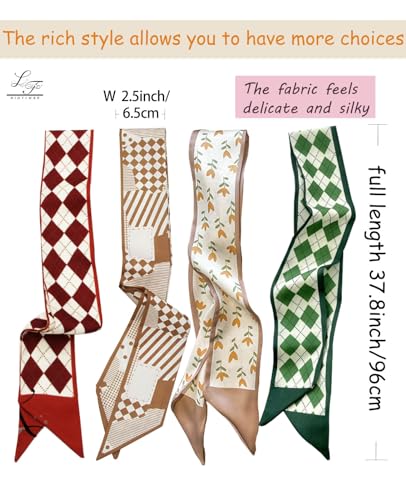 The rich style allows you to have more choices
LF
W 2.5inch/
6.5cm
The fabric feels
delicate and silky
full length 37.8inch/96cm